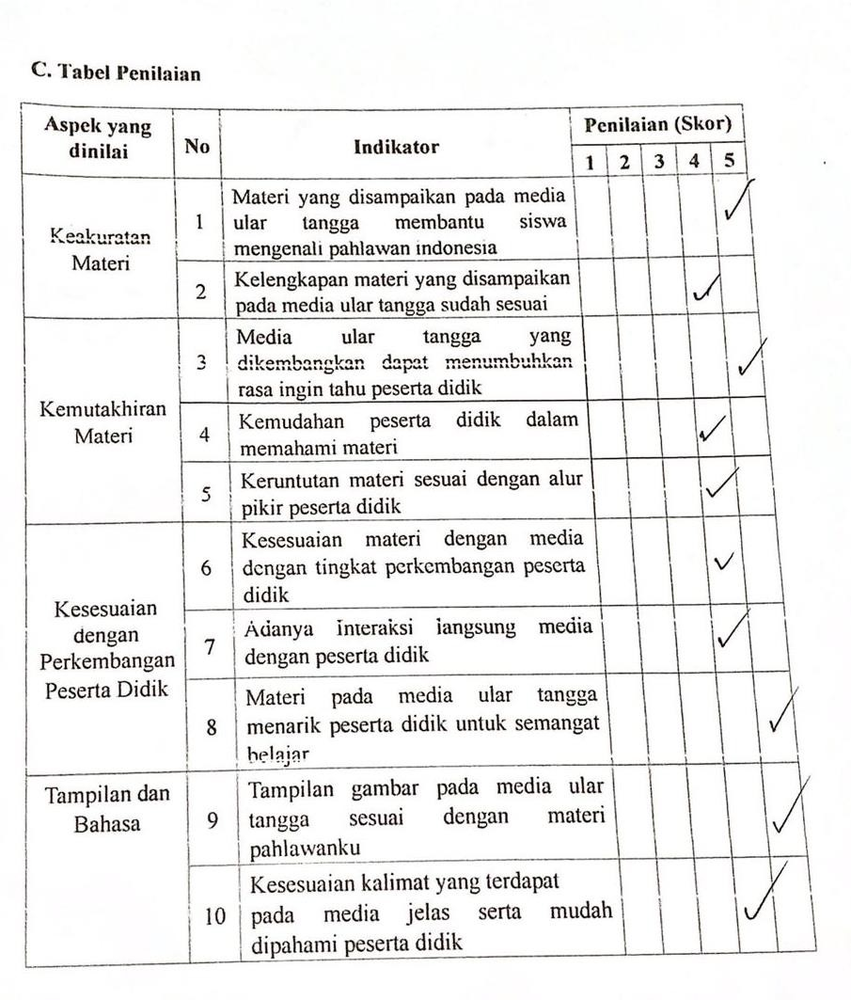 C. Tabel Penilaian
Aspek yang
dinilai
No
Indikator
Penilaian (Skor)
1 2 3 4 5
Keakuratan
Materi
1
Materi yang disampaikan pada media
ular tangga membantu siswa
mengenali pahlawan indonesia
✓
2
Kelengkapan materi yang disampaikan
pada media ular tangga sudah sesuai
✓
Kemutakhiran
Materi
3
Media ular tangga yang
dikembangkan dapat menumbuhkan
rasa ingin tahu peserta didik
✓
4
Kemudahan peserta didik dalam
memahami materi
✓
5
Keruntutan materi sesuai dengan alur
pikir peserta didik
✓
Kesesuaian
dengan
Perkembangan
Peserta Didik
6
Kesesuaian materi dengan media
dengan tingkat perkembangan peserta
didik
✓
7
Adanya interaksi langsung media
dengan peserta didik
✓
8
Materi pada media ular tangga
menarik peserta didik untuk semangat
belajar
✓
Tampilan dan
Bahasa
9
Tampilan gambar pada media ular
tangga sesuai dengan materi
pahlawanku
✓
10
Kesesuaian kalimat yang terdapat
pada media jelas serta mudah
dipahami peserta didik
✓